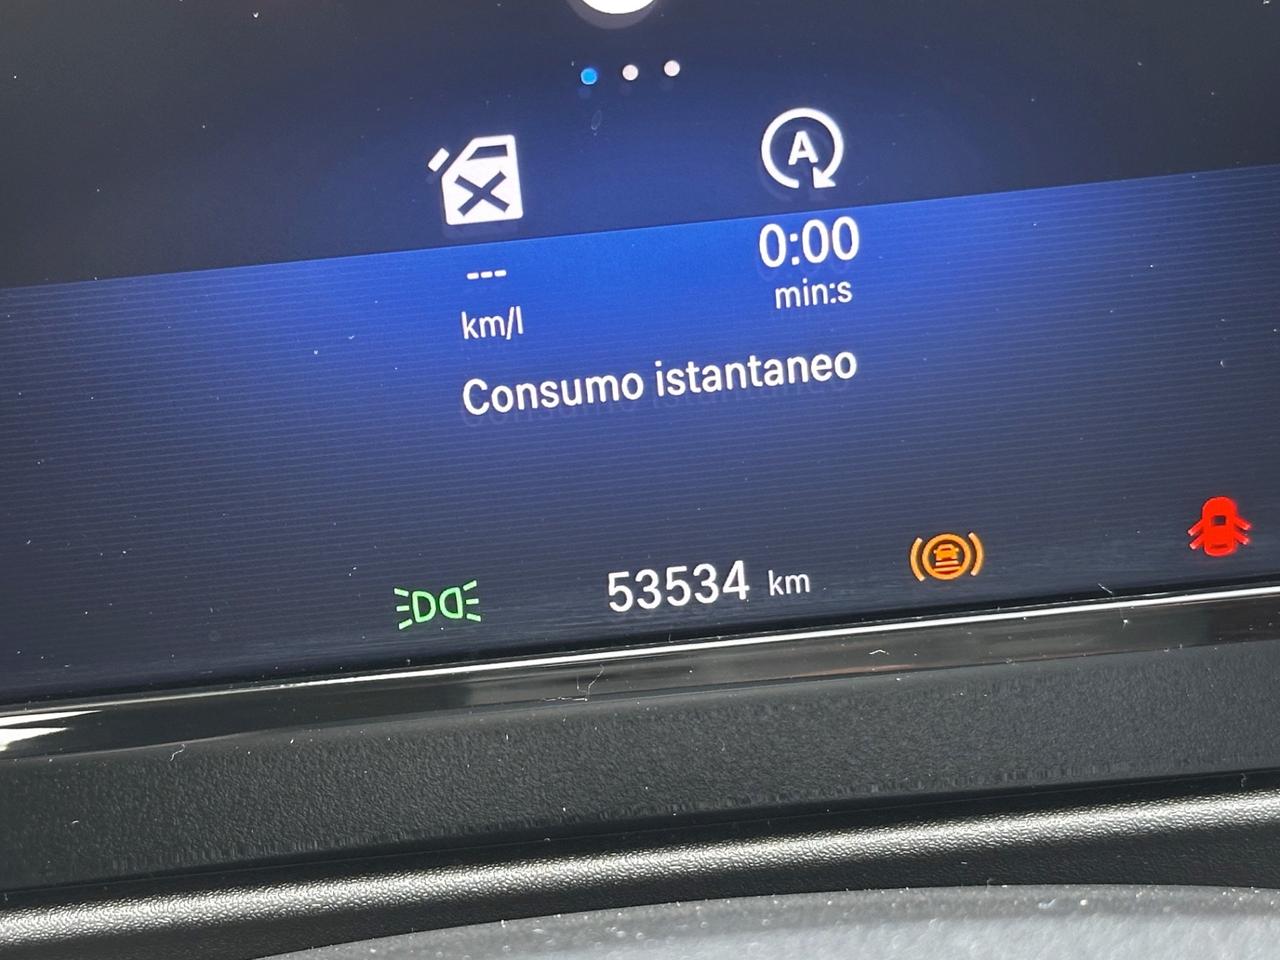 A
0:00
---
min:s
km/l
Consumo istantaneo
53534 km